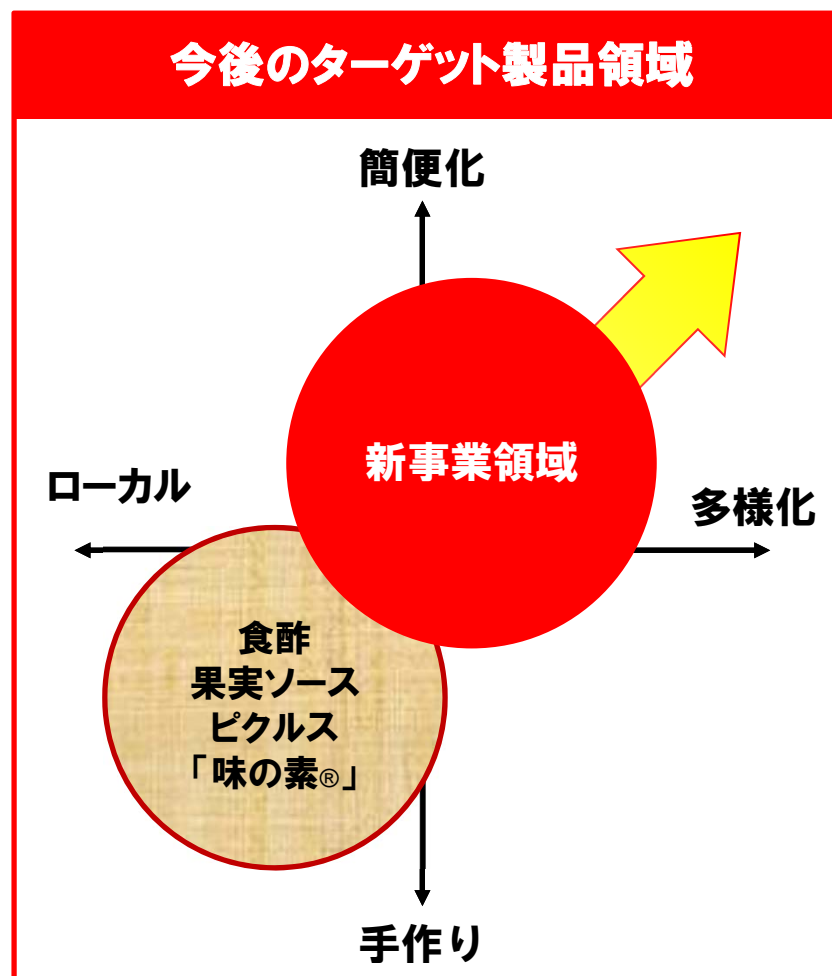 今後のターゲット製品領域
簡便化
新事業領域
ローカル
多様化
食酢
果実ソース
ピクルス
「味の素®」
手作り